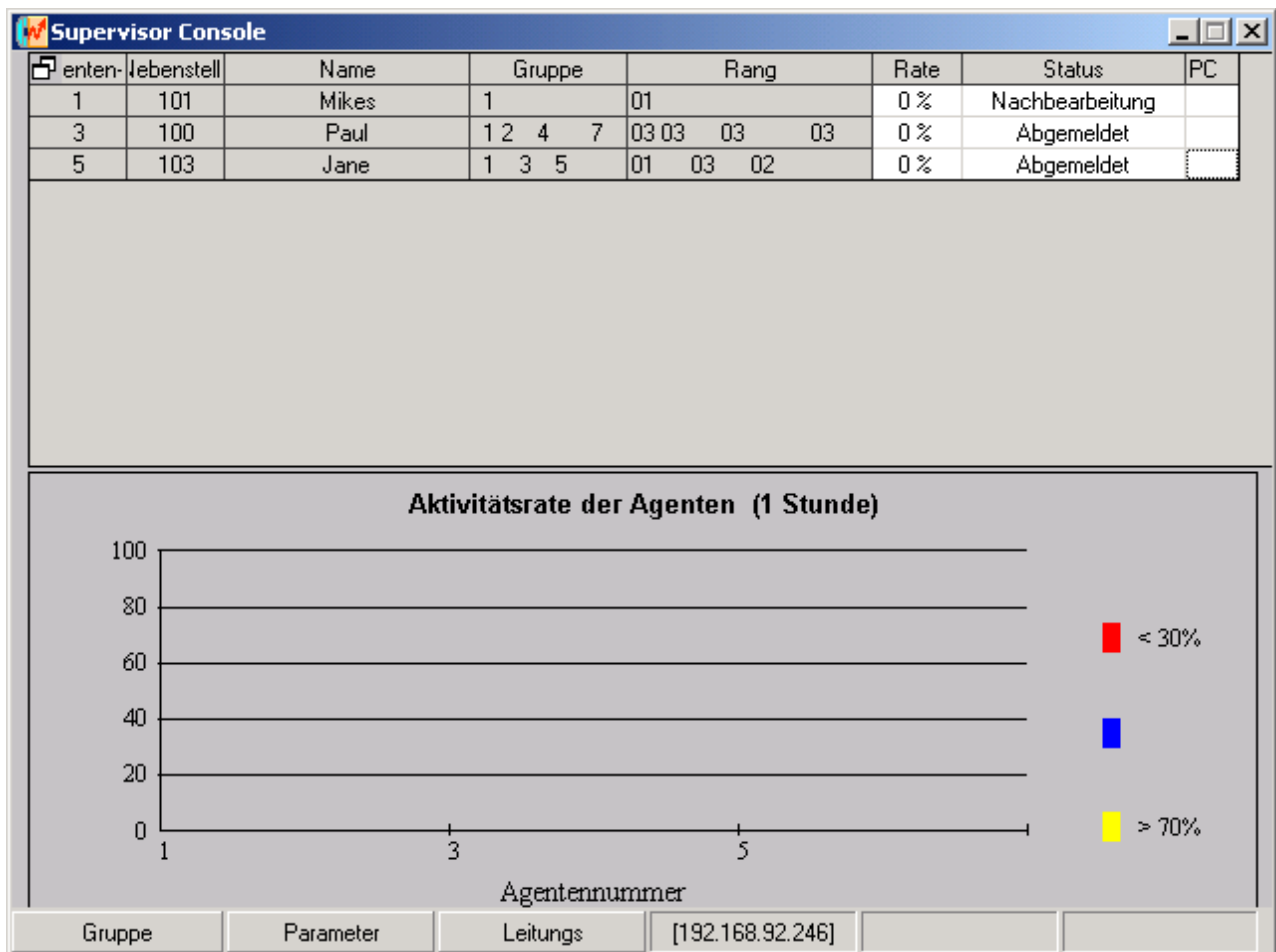 Supervisor Console
enten- lebenstell Name Gruppe Rang Rate Status PC
1 101 Mikes 1 01 0 % Nachbearbeitung
3 100 Paul 1 2 4 7 03 03 03 03 0 % Abgemeldet
5 103 Jane 1 3 5 01 03 02 0 % Abgemeldet
Aktivitätsrate der Agenten (1 Stunde)
100
80
60
40
20
0
1 3 5
Agentennummer
< 30%
> 70%
Gruppe Parameter Leitungs [192.168.92.246]